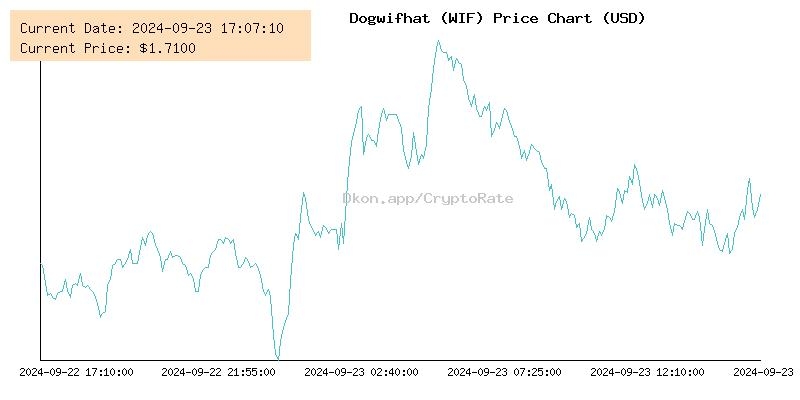 Dogwifhat (WIF) Price Chart (USD)
Current Date: 2024-09-23 17:07:10
Current Price: $1.7100
Dkon.app/CryptoRate
2024-09-22 17:10:00
2024-09-22 21:55:00
2024-09-23 02:40:00
2024-09-23 07:25:00
2024-09-23 12:10:00
2024-09-23